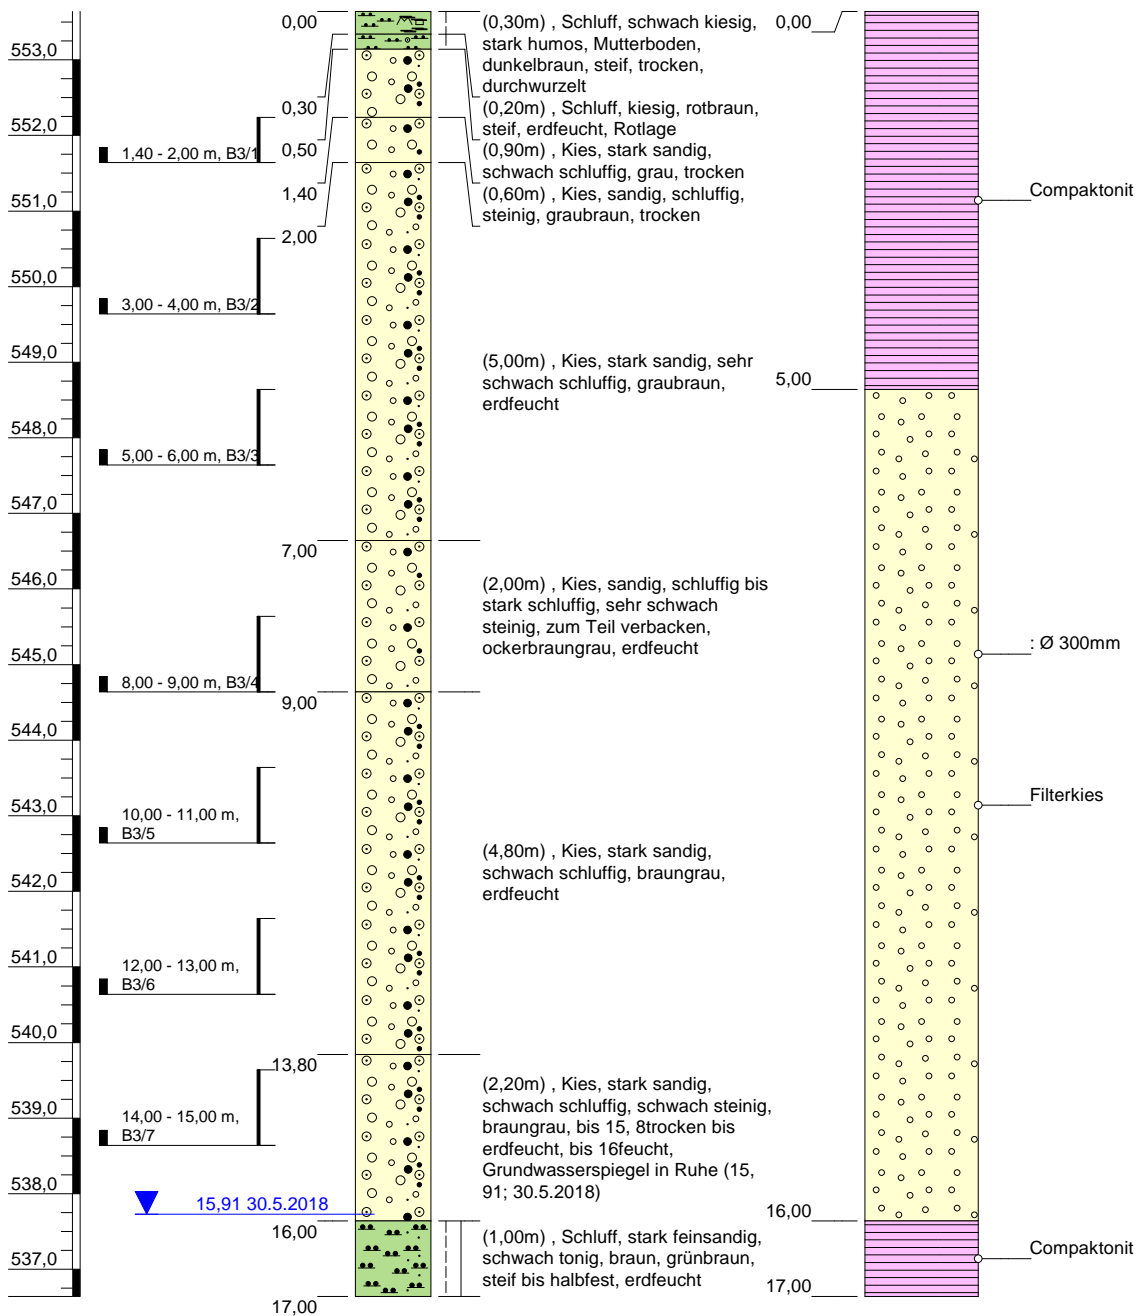 553,0
552,0
551,0
550,0
549,0
548,0
547,0
546,0
545,0
544,0
543,0
542,0
541,0
540,0
539,0
538,0
537,0
1,40 - 2,00 m, B3/1
3,00 - 4,00 m, B3/2
5,00 - 6,00 m, B3/3
8,00 - 9,00 m, B3/4
10,00 - 11,00 m,
B3/5
12,00 - 13,00 m,
B3/6
14,00 - 15,00 m,
B3/7
15,91 30.5.2018
0,00
0,30
0,50
1,40
2,00
7,00
9,00
13,80
16,00
17,00
(0,30m) , Schluff, schwach kiesig,
stark humos, Mutterboden,
dunkelbraun, steif, trocken,
durchwurzelt
(0,20m) , Schluff, kiesig, rotbraun,
steif, erdfeucht, Rotlage
(0,90m) , Kies, stark sandig,
schwach schluffig, grau, trocken
(0,60m) , Kies, sandig, schluffig,
steinig, graubraun, trocken
(5,00m) , Kies, stark sandig, sehr
schwach schluffig, graubraun,
erdfeucht
(2,00m) , Kies, sandig, schluffig bis
stark schluffig, sehr schwach
steinig, zum Teil verbacken,
ockerbraungrau, erdfeucht
(4,80m) , Kies, stark sandig,
schwach schluffig, braungrau,
erdfeucht
(2,20m) , Kies, stark sandig,
schwach schluffig, schwach steinig,
braungrau, bis 15, 8trocken bis
erdfeucht, bis 16feucht,
Grundwasserspiegel in Ruhe (15,
91; 30.5.2018)
(1,00m) , Schluff, stark feinsandig,
schwach tonig, braun, grünbraun,
steif bis halbfest, erdfeucht
0,00
5,00
16,00
17,00
Compaktonit
: Ø 300mm
Filterkies
Compaktonit